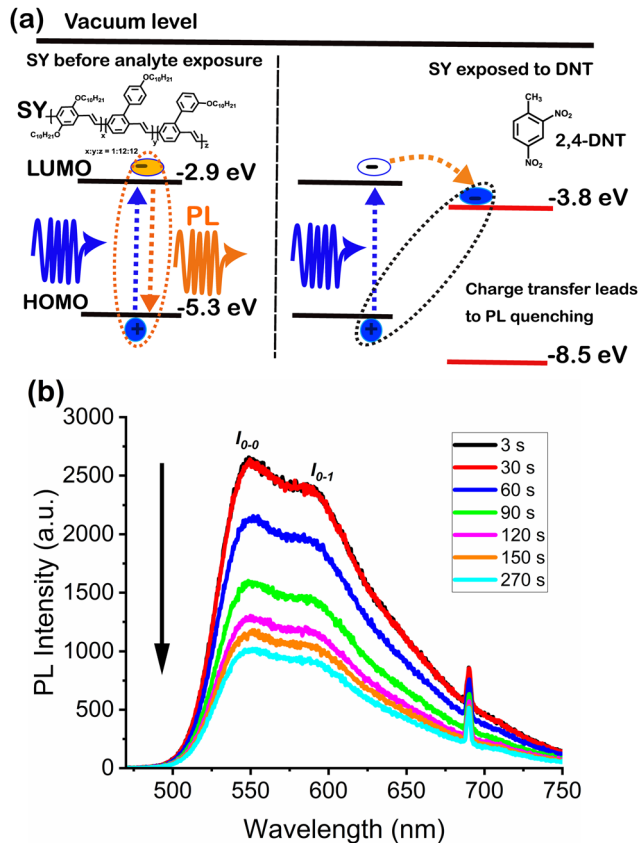 (a) Vacuum level
SY before analyte exposure
SY exposed to DNT
OC₁₀H₂₁
OC₁₀H₂₁
OC₁₀H₂₁
SY
C₁₀H₂₁O
x
y
z
x:y:z = 1:12:12
CH₃
NO₂
NO₂
2,4-DNT
LUMO
-
-2.9 eV
-
-
-3.8 eV
PL
HOMO
+
-5.3 eV
+
Charge transfer leads
to PL quenching
-8.5 eV
(b)
PL Intensity (a.u.)
3000
2500
2000
1500
1000
500
0
I₀₋₀
I₀₋₁
3 s
30 s
60 s
90 s
120 s
150 s
270 s
500
550
600
650
700
750
Wavelength (nm)